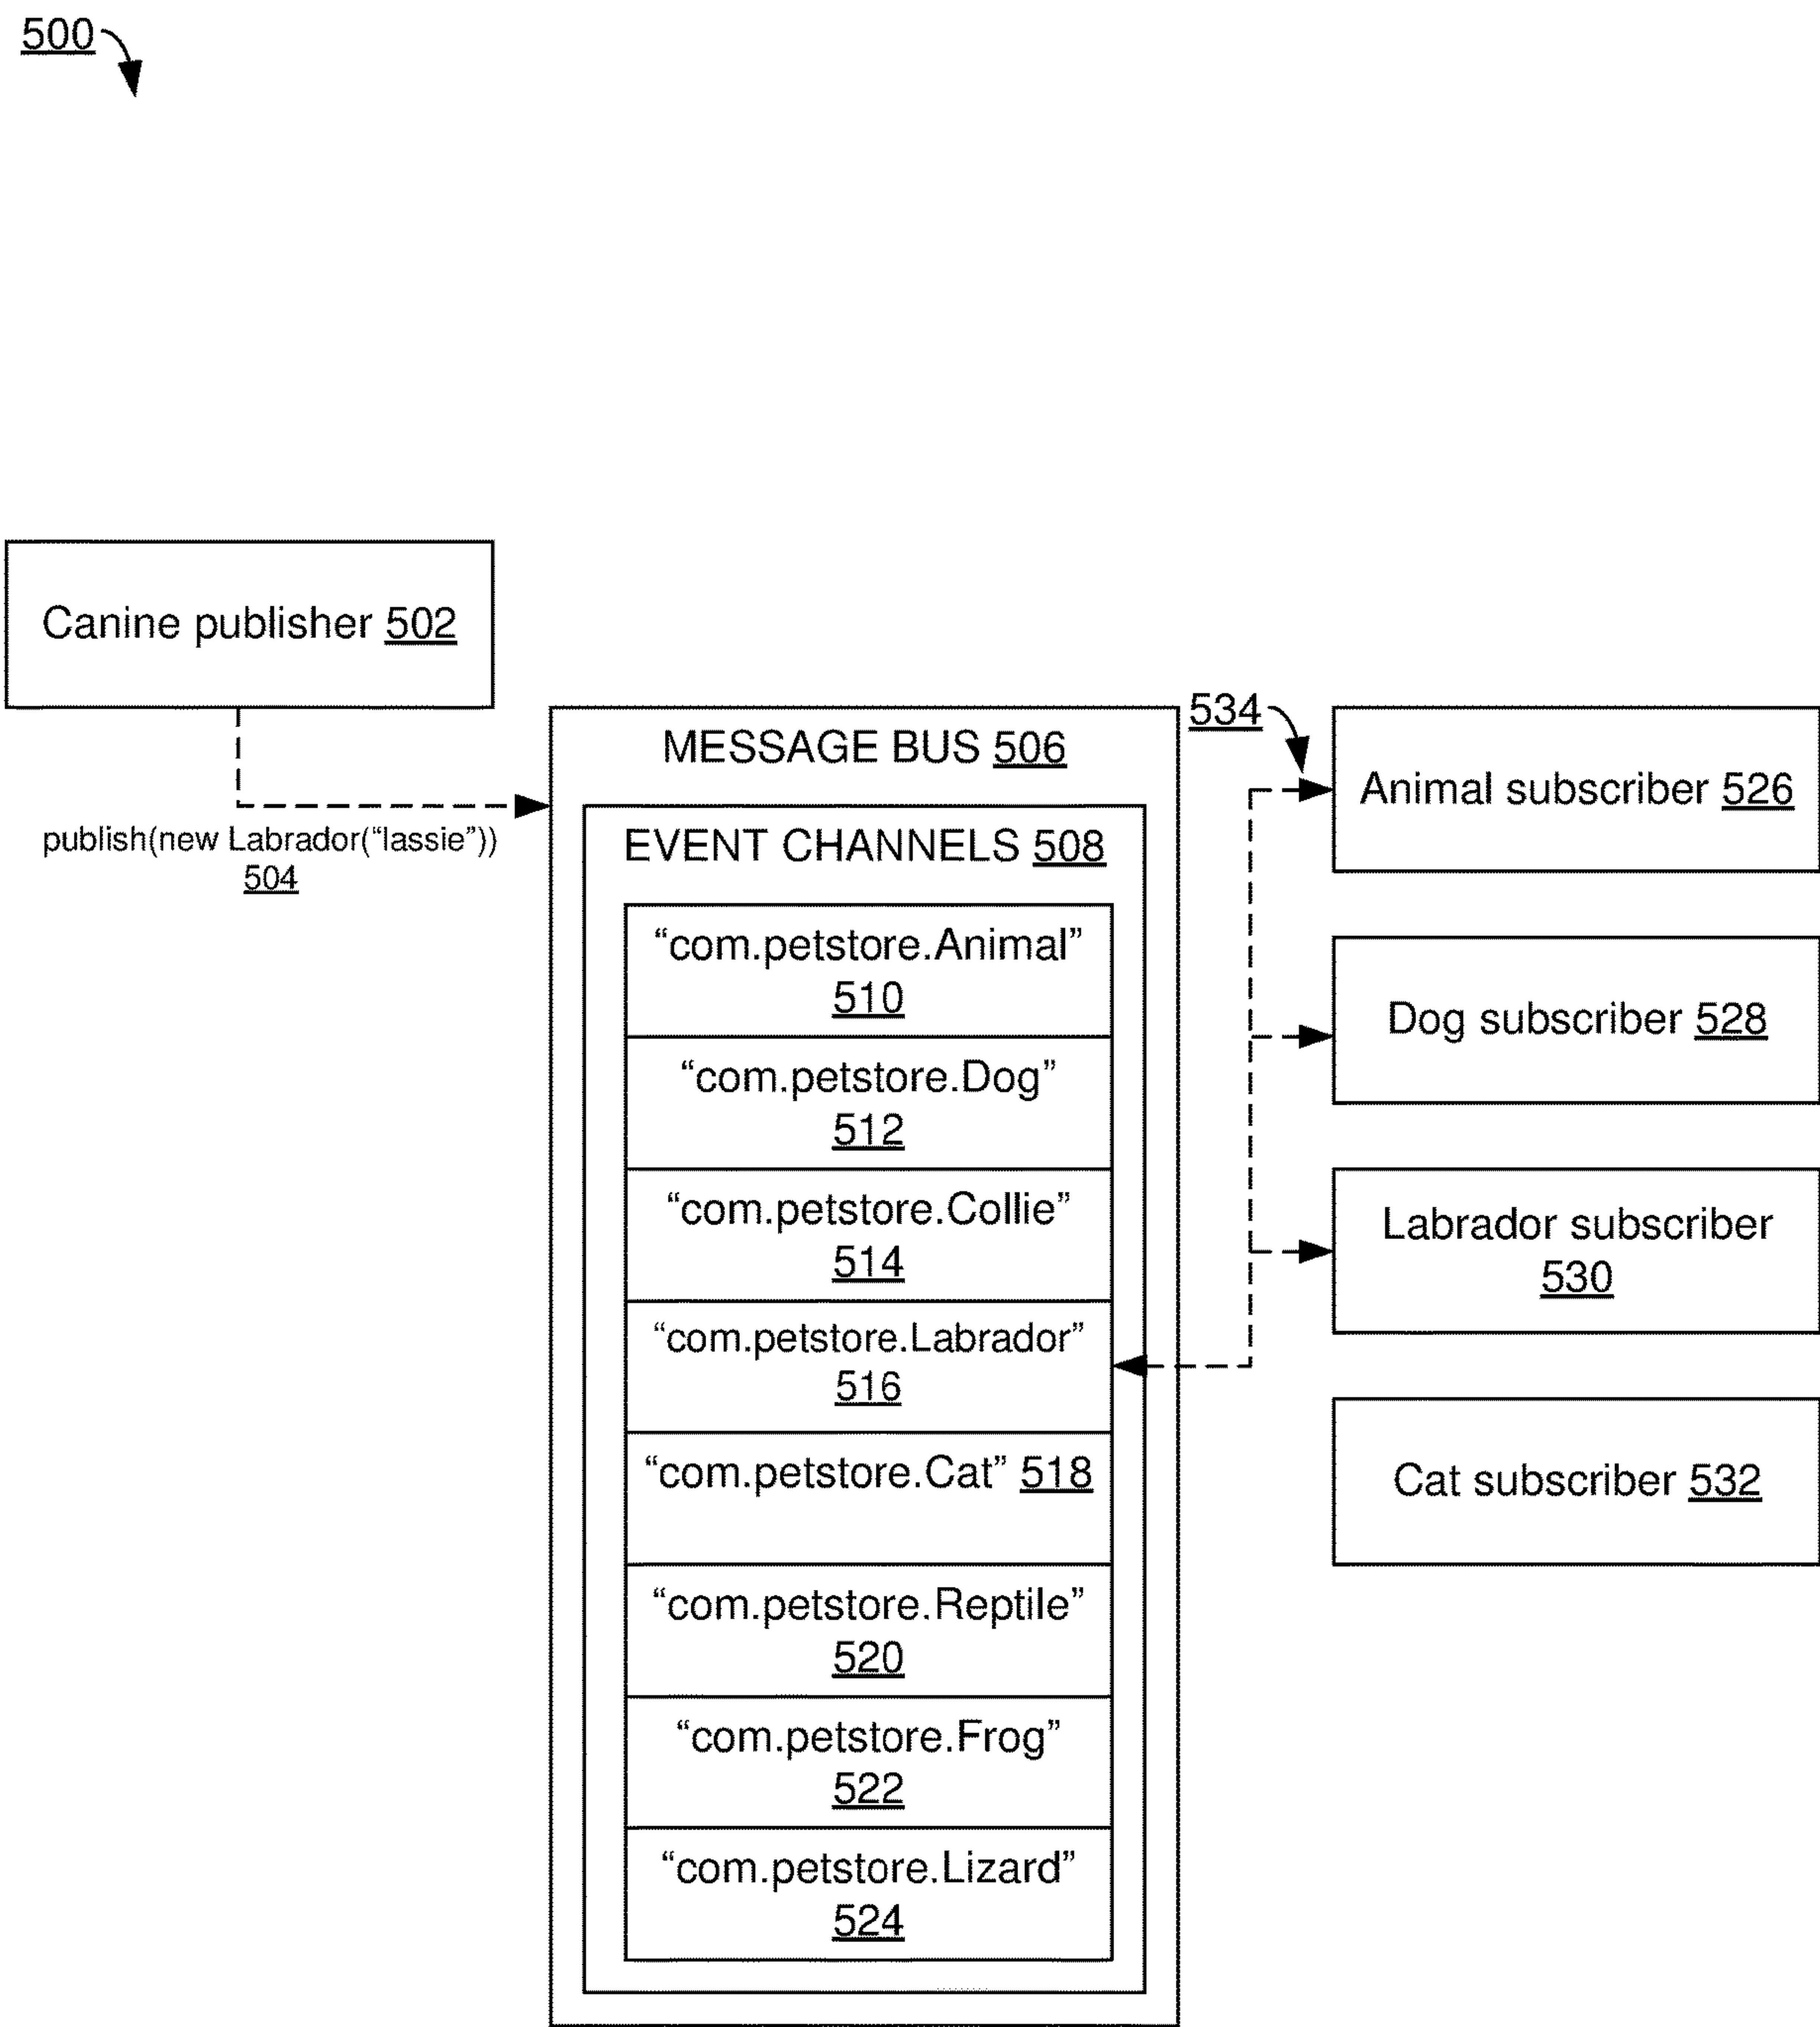 500
Canine publisher 502
publish(new Labrador(“lassie”))
504
MESSAGE BUS 506
EVENT CHANNELS 508
“com.petstore.Animal”
510
“com.petstore.Dog”
512
“com.petstore.Collie”
514
“com.petstore.Labrador”
516
“com.petstore.Cat” 518
“com.petstore.Reptile”
520
“com.petstore.Frog”
522
“com.petstore.Lizard”
524
534
Animal subscriber 526
Dog subscriber 528
Labrador subscriber
530
Cat subscriber 532